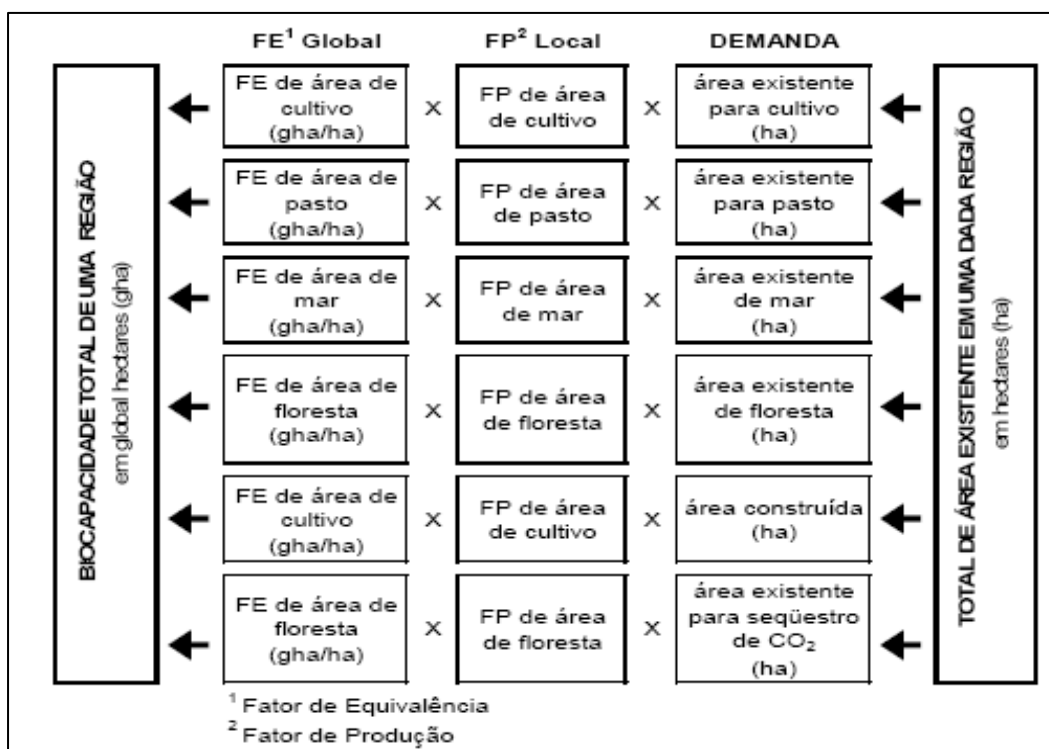 FE¹ Global
FP² Local
DEMANDA
BIOCAPACIDADE TOTAL DE UMA REGIÃO
em global hectares (gha)
FE de área de
cultivo
(gha/ha)
X
FP de área
de cultivo
X
área existente
para cultivo
(ha)
FE de área de
pasto
(gha/ha)
X
FP de área
de pasto
X
área existente
para pasto
(ha)
FE de área de
mar
(gha/ha)
X
FP de área
de mar
X
área existente
de mar
(ha)
FE de área de
floresta
(gha/ha)
X
FP de área
de floresta
X
área existente
de floresta
(ha)
FE de área de
cultivo
(gha/ha)
X
FP de área
de cultivo
X
área construída
(ha)
FE de área de
floresta
(gha/ha)
X
FP de área
de floresta
X
área existente
para seqüestro
de CO₂
(ha)
TOTAL DE ÁREA EXISTENTE EM UMA DADA REGIÃO
em hectares (ha)
¹ Fator de Equivalência
² Fator de Produção